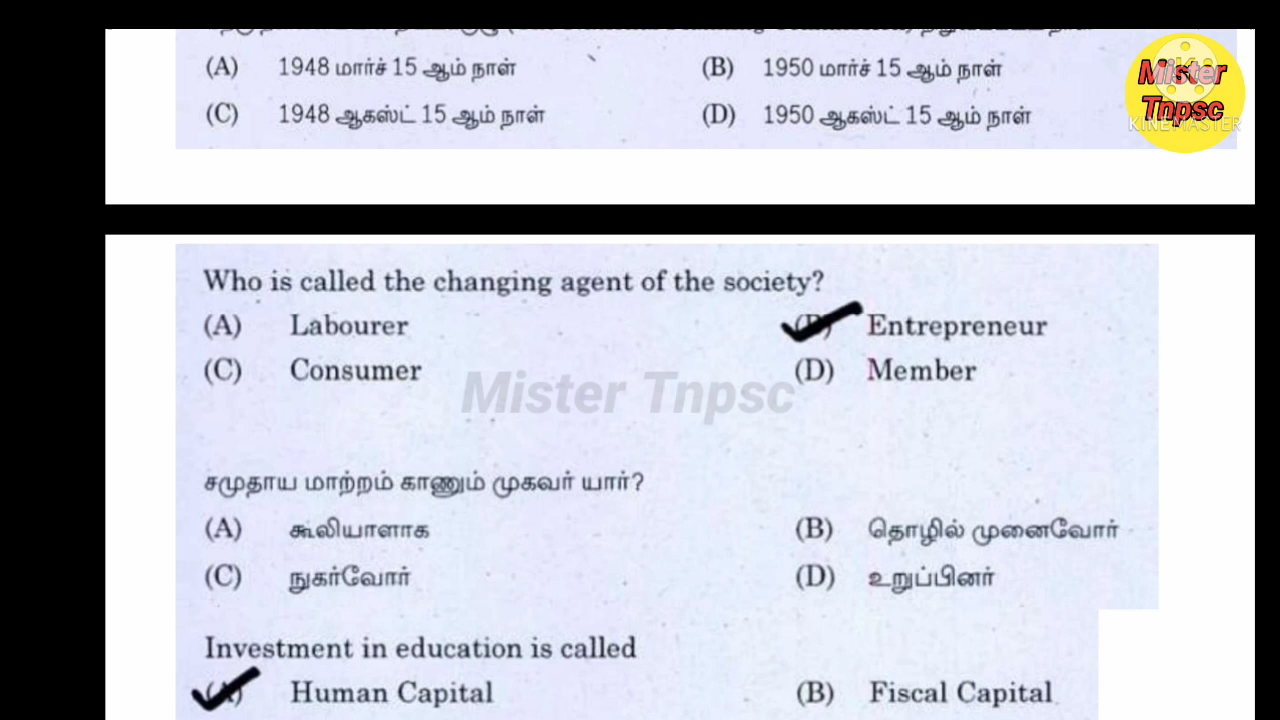 (A) 1948 மார்ச் 15 ஆம் நாள் (B) 1950 மார்ச் 15 ஆம் நாள்
(C) 1948 ஆகஸ்ட் 15 ஆம் நாள் (D) 1950 ஆகஸ்ட் 15 ஆம் நாள்
Mister
Tnpsc
KINEMASTER
Who is called the changing agent of the society?
(A) Labourer (B) Entrepreneur
(C) Consumer (D) Member
Mister Tnpsc
சமுதாய மாற்றம் காணும் முகவர் யார்?
(A) கூலியாளாக (B) தொழில் முனைவோர்
(C) நுகர்வோர் (D) உறுப்பினர்
Investment in education is called
(A) Human Capital (B) Fiscal Capital